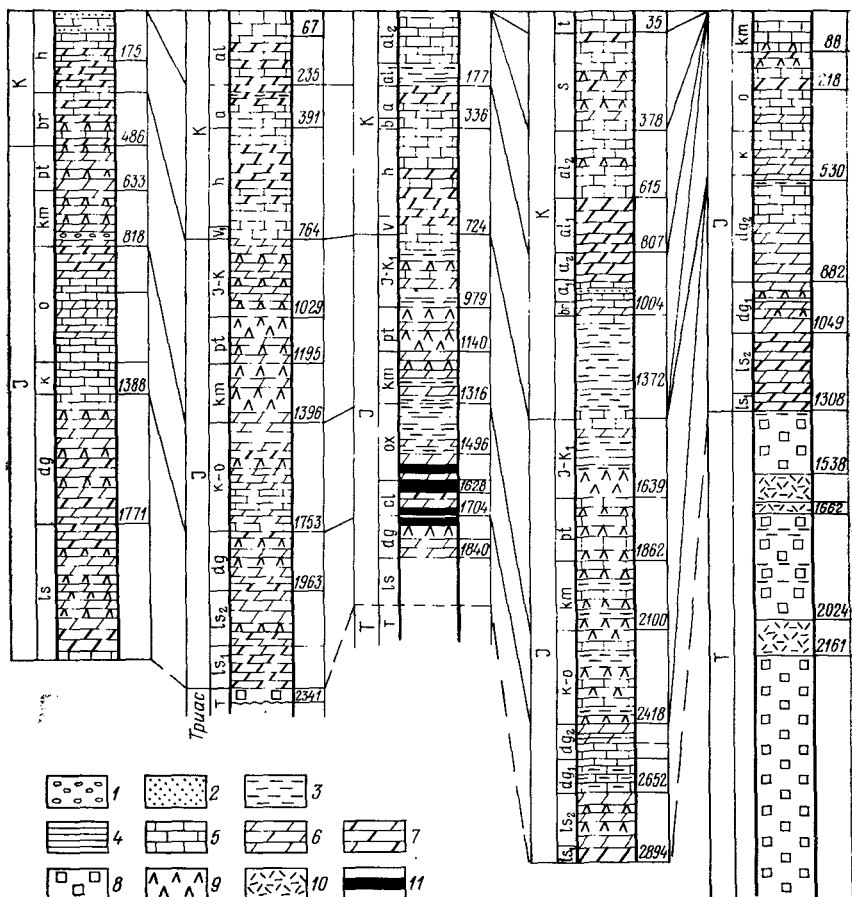 K
J
h
br
pt
km
o
к
dg
ls
175
486
633
818
1388
1771
K
J
Триас
al
a
h
V₁
J-K
pt
km
к-o
dg
ls₂
ls₁
T
67
235
391
764
1029
1195
1396
1753
1963
2341
K
J
T
al₂
al₁
a
b
h
V
J-K₁
pt
km
ox
cl
dg
ls
T
177
336
724
979
1140
1316
1496
1628
1704
1840
K
J
t
s
al₂
al₁
a₂
a₁
br
J-K₁
pt
km
к-o
dg₂
dg₁
ls₂
ls₁
35
378
615
807
1004
1372
1639
1862
2100
2418
2652
2894
J
T
km
o
к
dg₂
dg₁
ls₂
ls₁
88
218
530
882
1049
1308
1538
1662
2024
2161
1
2
3
4
5
6
7
8
9
10
11